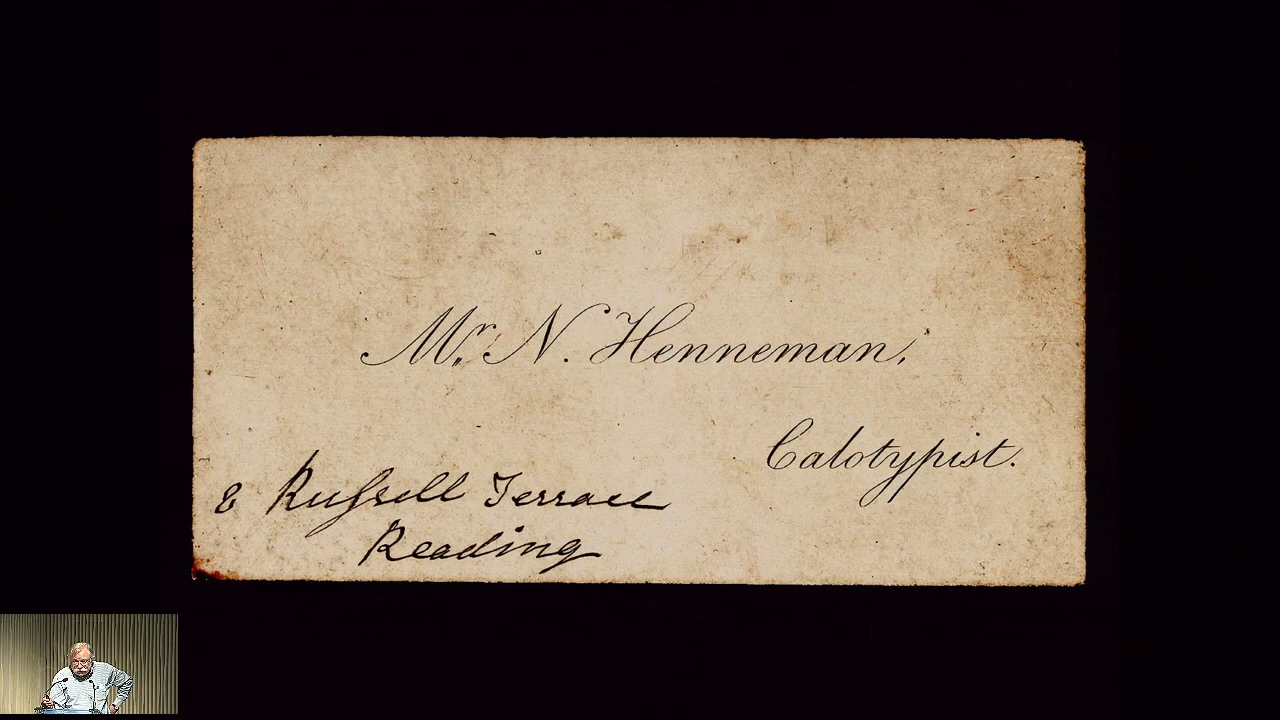 Mr. N. Henneman,
Calotypist.
8 Russell Terrace
Reading